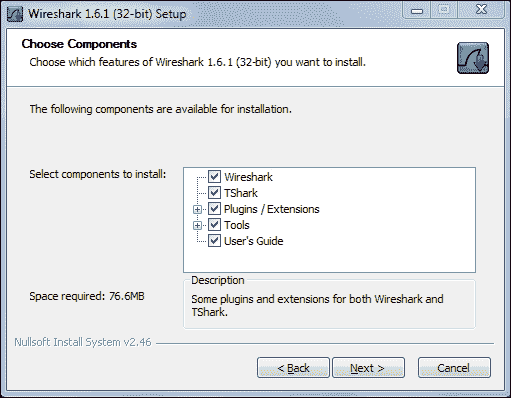 Wireshark 1.6.1 (32-bit) Setup
Choose Components
Choose which features of Wireshark 1.6.1 (32-bit) you want to install.
The following components are available for installation.
Select components to install:
Wireshark
TShark
Plugins / Extensions
Tools
User's Guide
Description
Space required: 76.6MB
Some plugins and extensions for both Wireshark and
TShark.
Nullsoft Install System v2.46
< Back
Next >
Cancel